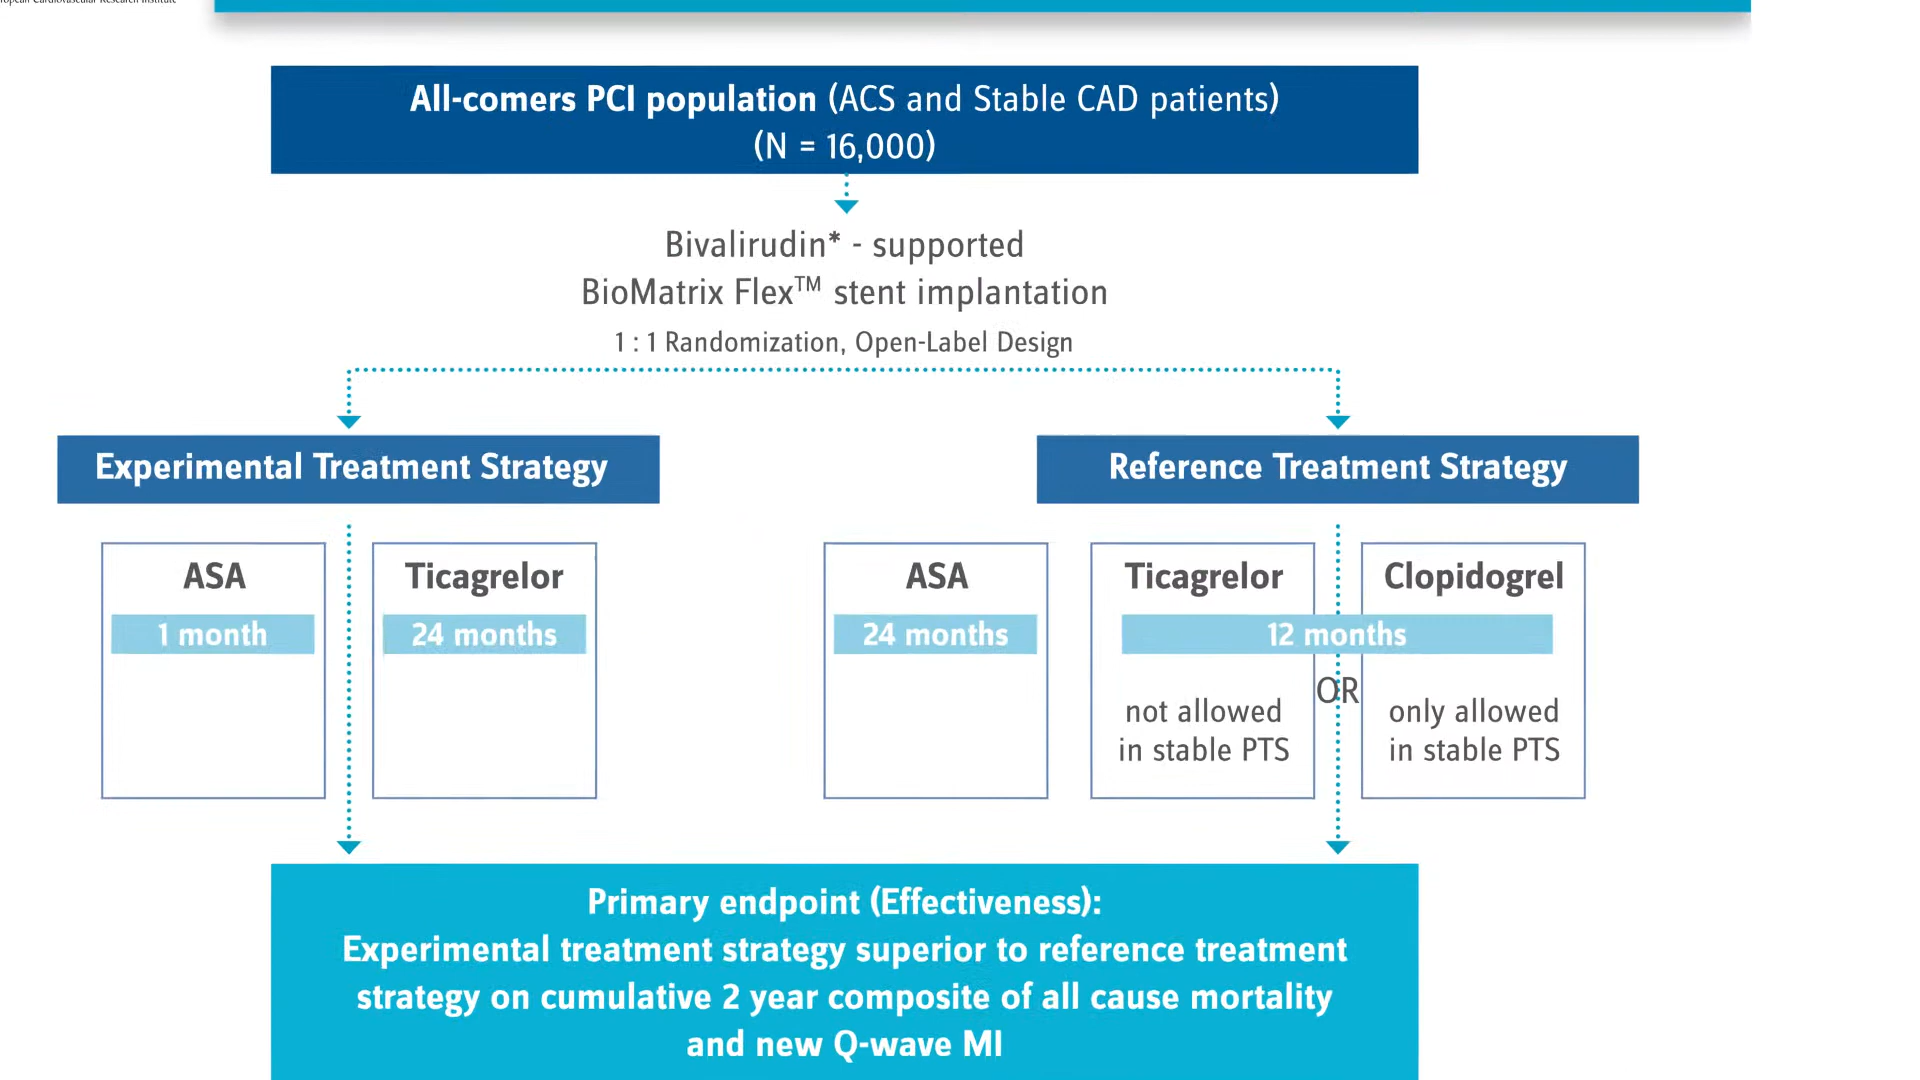 Cardiovascular Research Institute
All-comers PCI population (ACS and Stable CAD patients)
(N = 16,000)
Bivalirudin* - supported
BioMatrix Flex™ stent implantation
1 : 1 Randomization, Open-Label Design
Experimental Treatment Strategy
Reference Treatment Strategy
ASA
1 month
Ticagrelor
24 months
ASA
24 months
Ticagrelor
Clopidogrel
12 months
OR
not allowed
in stable PTS
only allowed
in stable PTS
Primary endpoint (Effectiveness):
Experimental treatment strategy superior to reference treatment
strategy on cumulative 2 year composite of all cause mortality
and new Q-wave MI